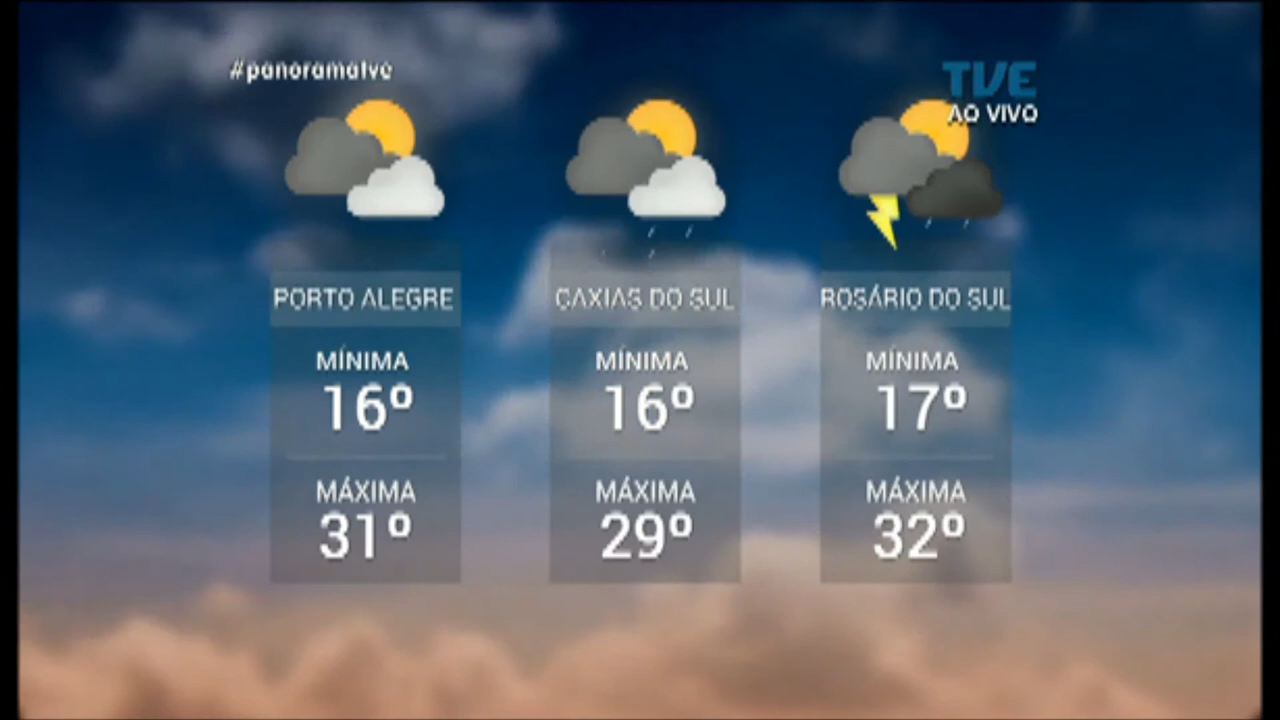 #panoramatve
TVE
AO VIVO
PORTO ALEGRE
MÍNIMA
16º
MÁXIMA
31º
CAXIAS DO SUL
MÍNIMA
16º
MÁXIMA
29º
ROSÁRIO DO SUL
MÍNIMA
17º
MÁXIMA
32º